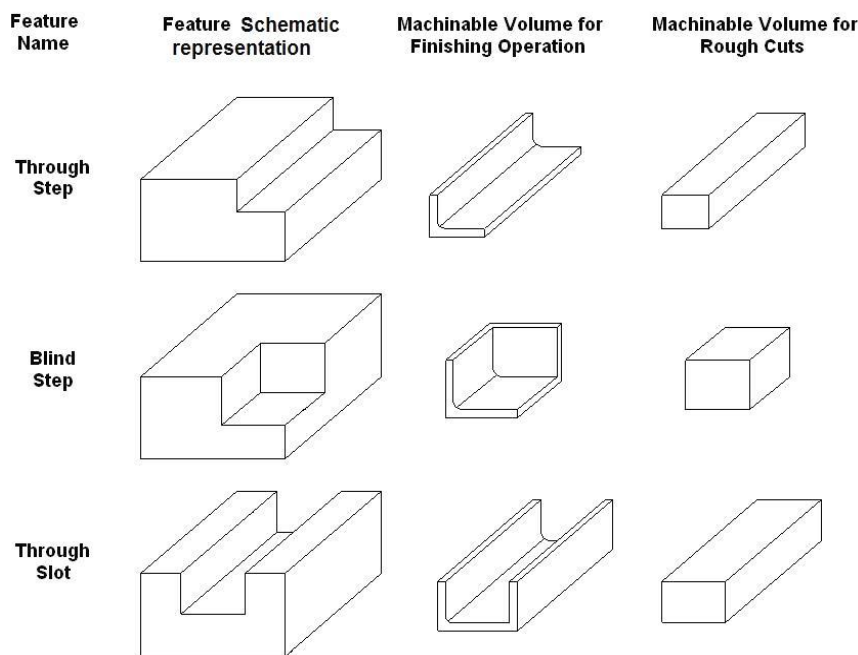 Feature
Name
Feature Schematic
representation
Machinable Volume for
Finishing Operation
Machinable Volume for
Rough Cuts
Through
Step
Blind
Step
Through
Slot